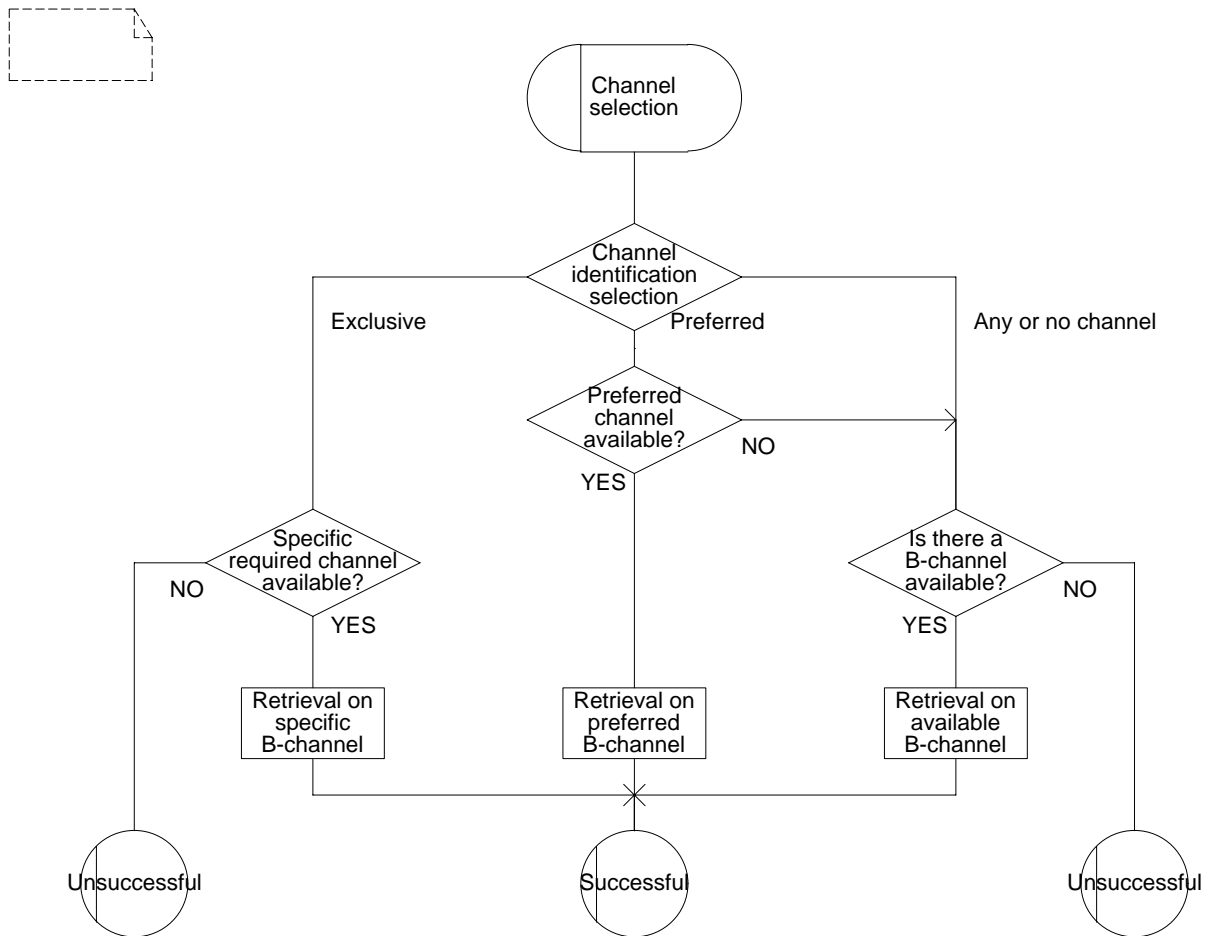 Channel
selection
Channel
identification
selection
Exclusive
Preferred
Any or no channel
Preferred
channel
available?
NO
YES
Specific
required channel
available?
NO
YES
Is there a
B-channel
available?
YES
NO
Retrieval on
specific
B-channel
Retrieval on
preferred
B-channel
Retrieval on
available
B-channel
Unsuccessful
Successful
Unsuccessful